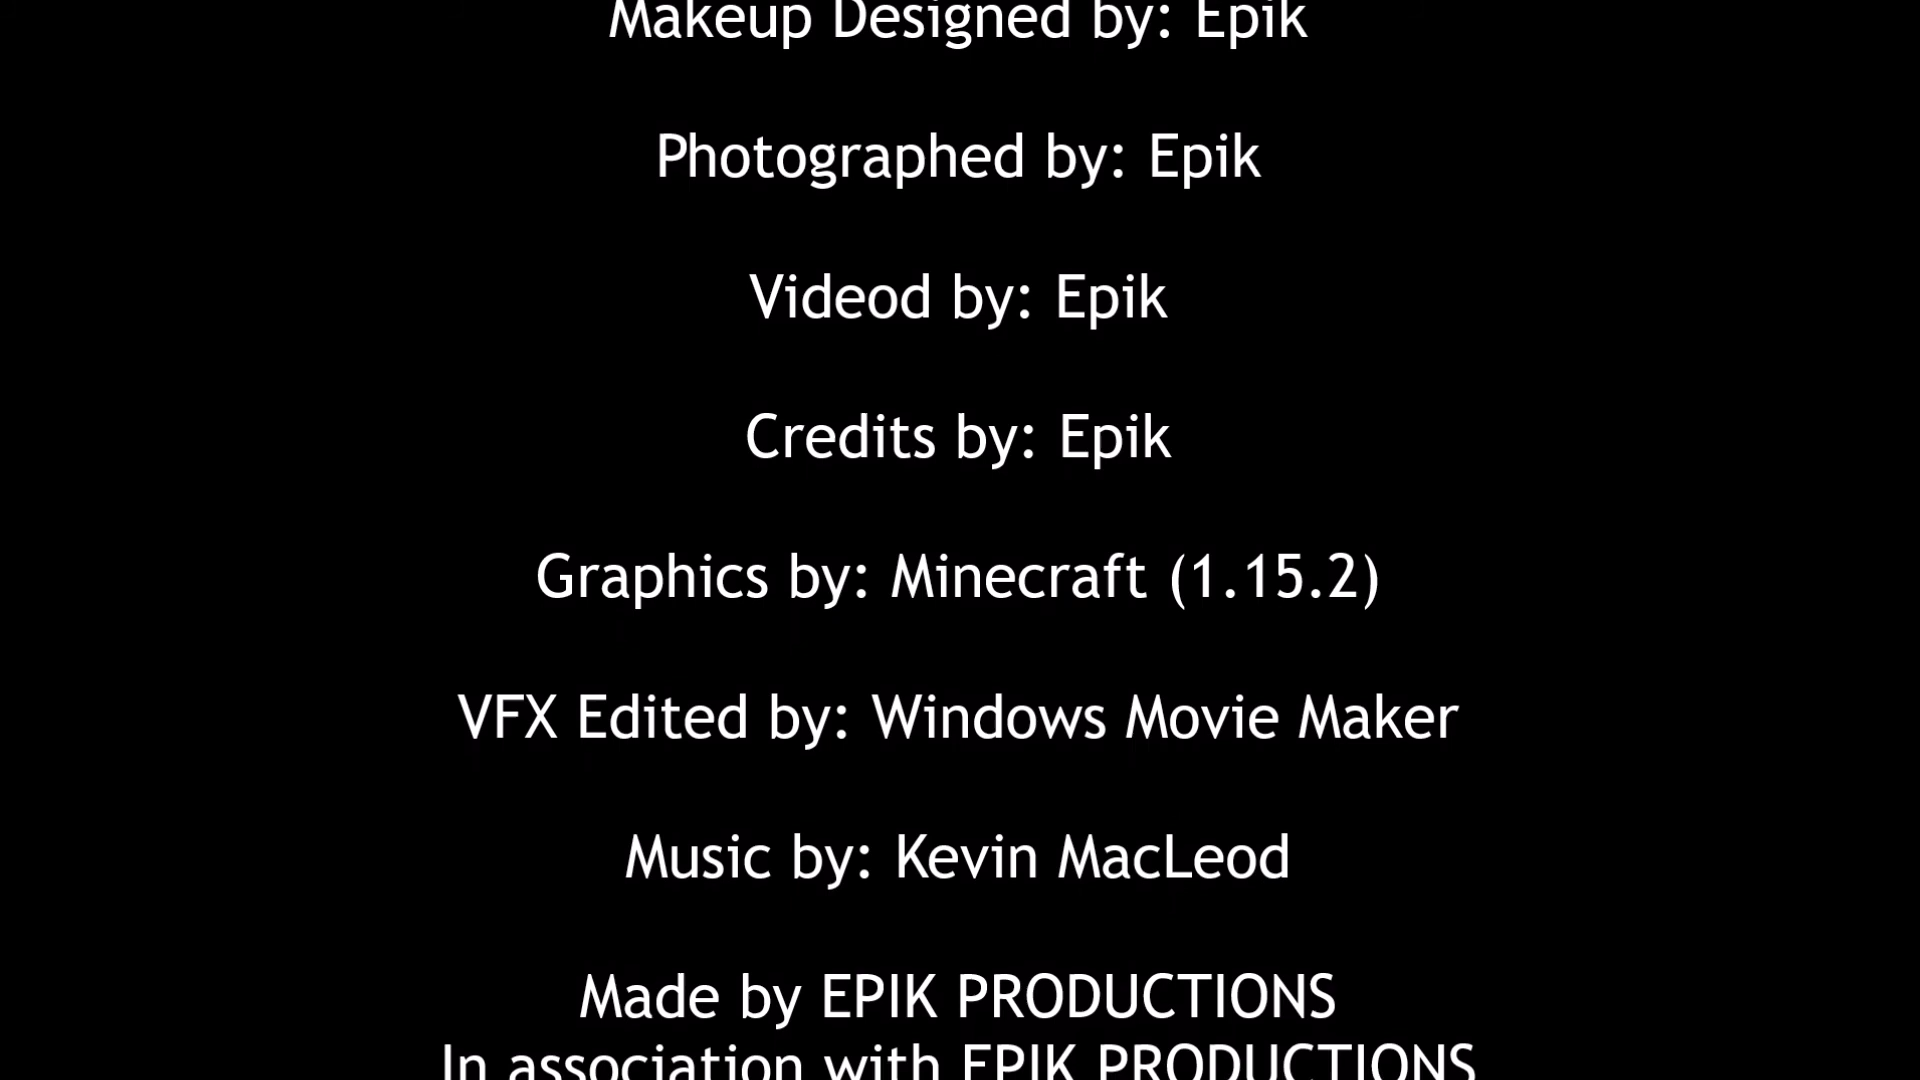 Makeup Designed by: Epik
Photographed by: Epik
Videod by: Epik
Credits by: Epik
Graphics by: Minecraft (1.15.2)
VFX Edited by: Windows Movie Maker
Music by: Kevin MacLeod
Made by EPIK PRODUCTIONS
In association with EPIK PRODUCTIONS